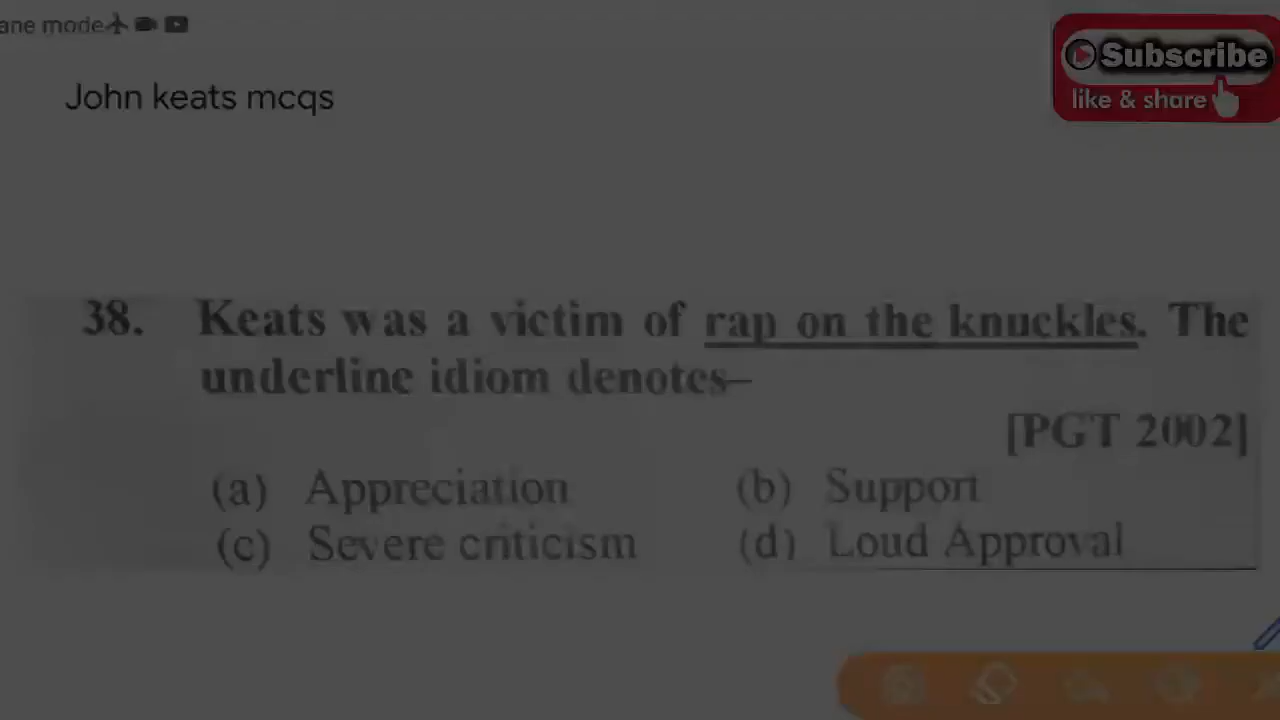 ane mode
Subscribe
like & share
John keats mcqs
38. Keats was a victim of rap on the knuckles. The
underline idiom denotes–
[PGT 2002]
(a) Appreciation (b) Support
(c) Severe criticism (d) Loud Approval